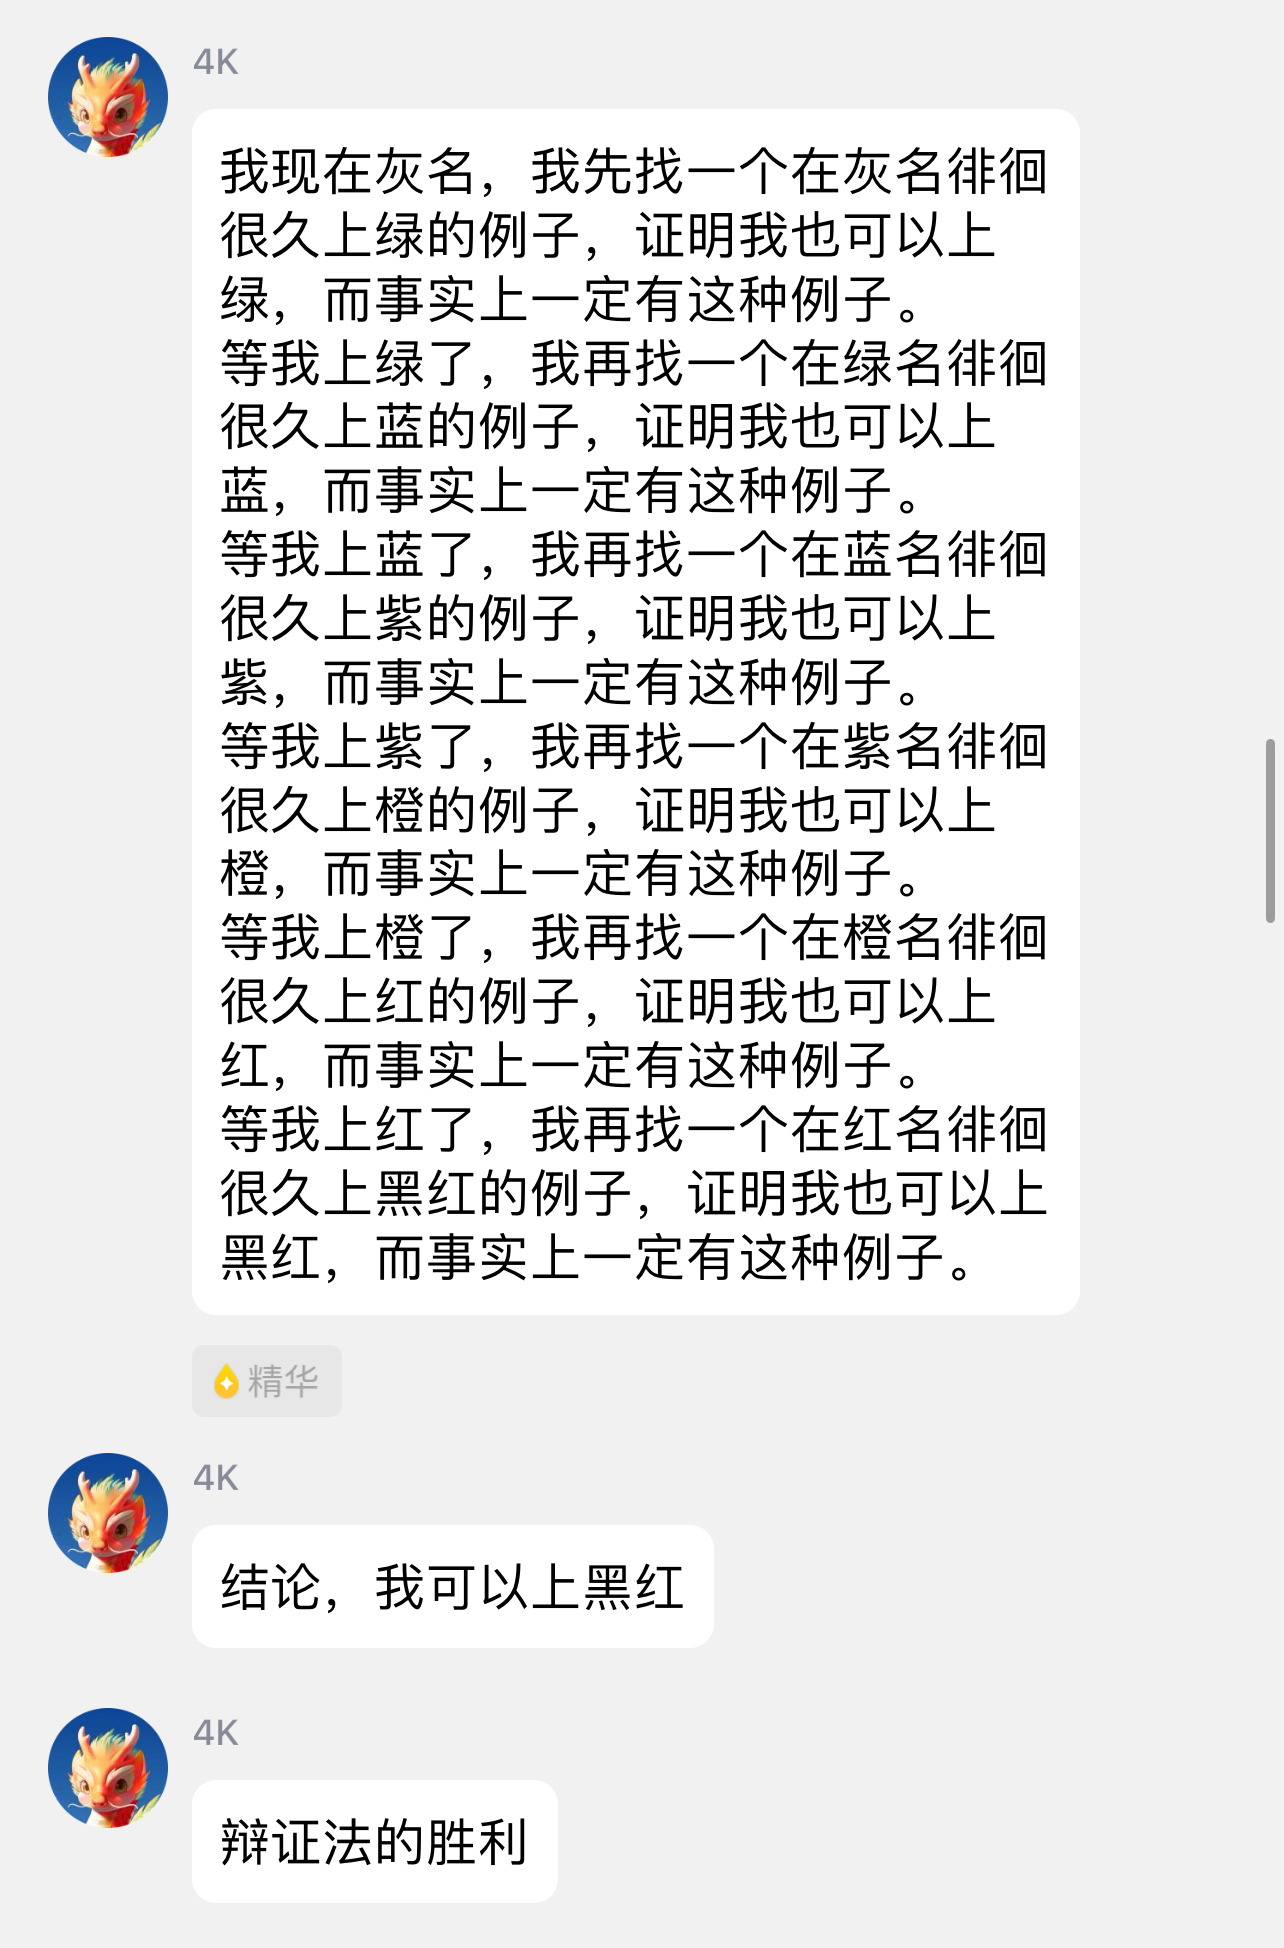 4K
我现在灰名，我先找一个在灰名徘徊
很久上绿的例子，证明我也可以上
绿，而事实上一定有这种例子。
等我上绿了，我再找一个在绿名徘徊
很久上蓝的例子，证明我也可以上
蓝，而事实上一定有这种例子。
等我上蓝了，我再找一个在蓝名徘徊
很久上紫的例子，证明我也可以上
紫，而事实上一定有这种例子。
等我上紫了，我再找一个在紫名徘徊
很久上橙的例子，证明我也可以上
橙，而事实上一定有这种例子。
等我上橙了，我再找一个在橙名徘徊
很久上红的例子，证明我也可以上
红，而事实上一定有这种例子。
等我上红了，我再找一个在红名徘徊
很久上黑红的例子，证明我也可以上
黑红，而事实上一定有这种例子。
精华
4K
结论，我可以上黑红
4K
辩证法的胜利